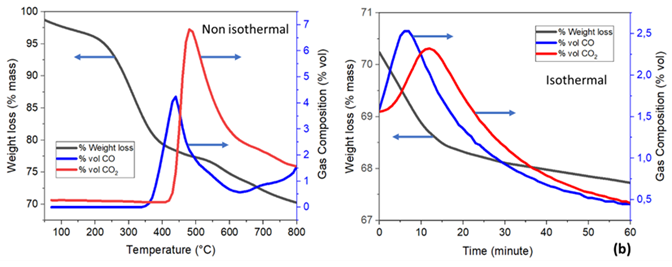 Non isothermal
100
95
90
85
80
75
70
Weight loss (% mass)
% Weight loss
% vol CO
% vol CO₂
7
6
5
4
3
2
1
0
Gas Composition (% vol)
100 200 300 400 500 600 700 800
Temperature (°C)
Isothermal
71
70
69
68
67
Weight loss (% mass)
% Weight loss
% vol CO
% vol CO₂
2,5
2,0
1,5
1,0
0,5
Gas Composition (% vol)
0 10 20 30 40 50 60
Time (minute)
(b)